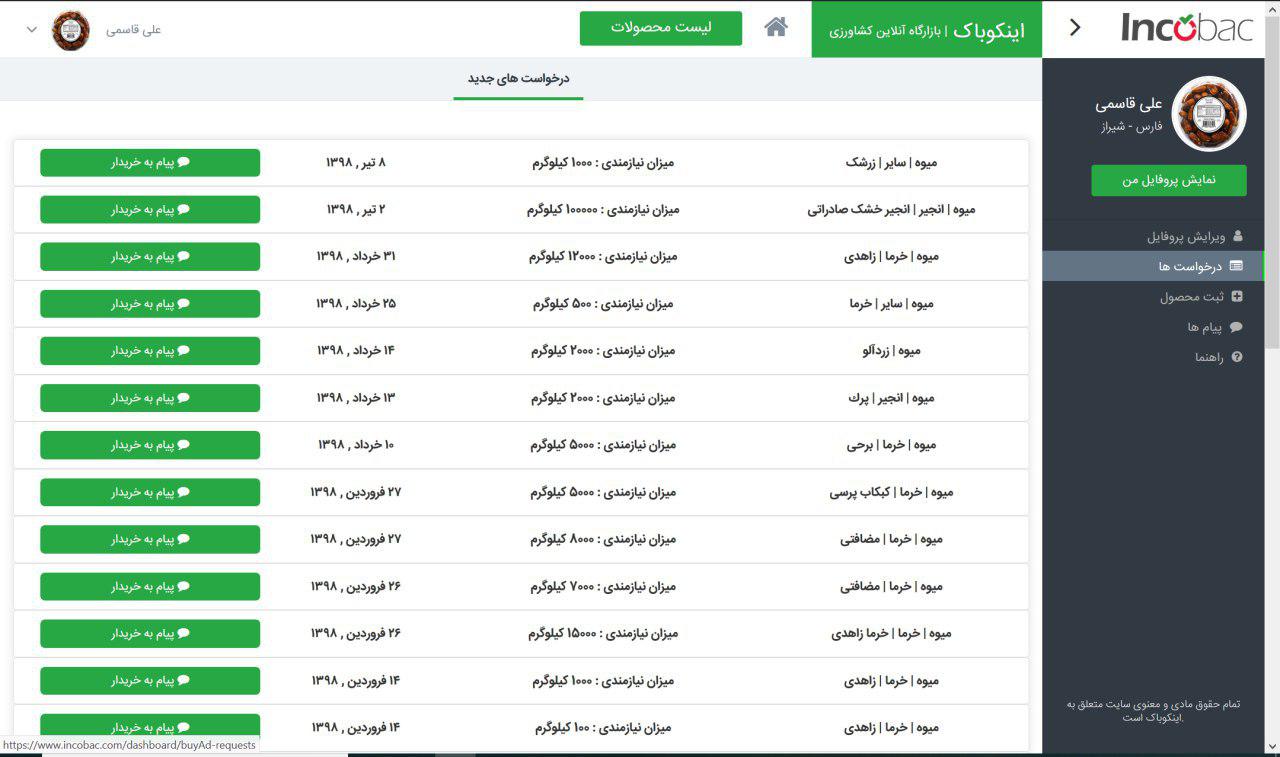 Incobac
اینکوباک | بازارگاه آنلاین کشاورزی
لیست محصولات
علی قاسمی
علی قاسمی
فارس - شیراز
نمایش پروفایل من
ویرایش پروفایل
درخواست ها
ثبت محصول
پیام ها
راهنما
تمام حقوق مادی و معنوی سایت متعلق به
اینکوباک است.
درخواست های جدید
میوه | سایر | زرشک میزان نیازمندی : ۱۰۰۰ کیلوگرم ۸ تیر , ۱۳۹۸ پیام به خریدار
میوه | انجیر | انجیر خشک صادراتی میزان نیازمندی : ۱۰۰۰۰۰ کیلوگرم ۲ تیر , ۱۳۹۸ پیام به خریدار
میوه | خرما | زاهدی میزان نیازمندی : ۱۲۰۰۰ کیلوگرم ۳۱ خرداد , ۱۳۹۸ پیام به خریدار
میوه | سایر | خرما میزان نیازمندی : ۵۰۰ کیلوگرم ۲۵ خرداد , ۱۳۹۸ پیام به خریدار
میوه | زردآلو میزان نیازمندی : ۲۰۰۰ کیلوگرم ۱۴ خرداد , ۱۳۹۸ پیام به خریدار
میوه | انجیر | پرك میزان نیازمندی : ۲۰۰۰ کیلوگرم ۱۳ خرداد , ۱۳۹۸ پیام به خریدار
میوه | خرما | برحی میزان نیازمندی : ۵۰۰۰ کیلوگرم ۱۰ خرداد , ۱۳۹۸ پیام به خریدار
میوه | خرما | کبکاب پرسی میزان نیازمندی : ۵۰۰۰ کیلوگرم ۲۷ فروردین , ۱۳۹۸ پیام به خریدار
میوه | خرما | مضافتی میزان نیازمندی : ۸۰۰۰ کیلوگرم ۲۷ فروردین , ۱۳۹۸ پیام به خریدار
میوه | خرما | مضافتی میزان نیازمندی : ۷۰۰۰ کیلوگرم ۲۶ فروردین , ۱۳۹۸ پیام به خریدار
میوه | خرما | خرما زاهدی میزان نیازمندی : ۱۵۰۰۰ کیلوگرم ۲۶ فروردین , ۱۳۹۸ پیام به خریدار
میوه | خرما | زاهدی میزان نیازمندی : ۱۰۰۰ کیلوگرم ۱۴ فروردین , ۱۳۹۸ پیام به خریدار
میوه | خرما | زاهدی میزان نیازمندی : ۱۰۰ کیلوگرم ۱۴ فروردین , ۱۳۹۸ پیام به خریدار
https://www.incobac.com/dashboard/buyAd-requests